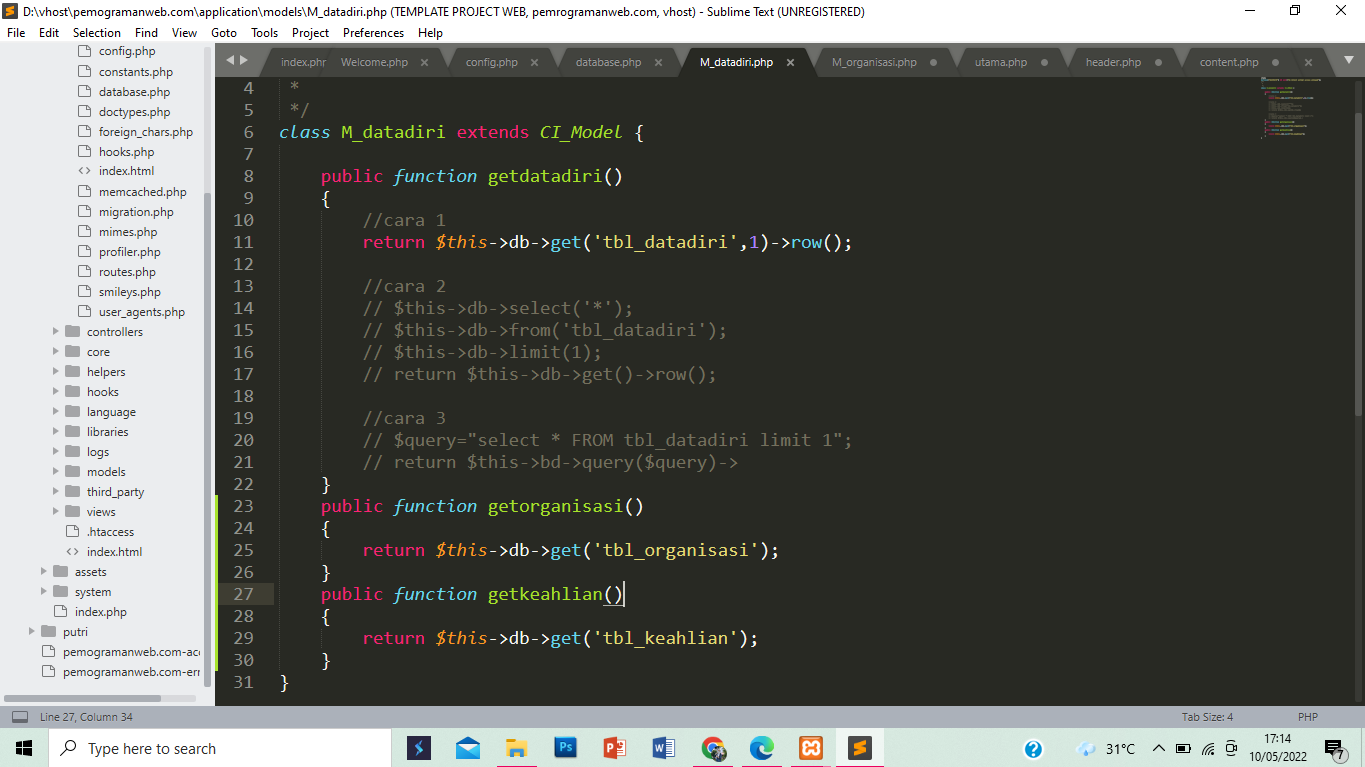 D:\vhost\pemogramanweb.com\application\models\M_datadiri.php (TEMPLATE PROJECT WEB, pemrogramanweb.com, vhost) - Sublime Text (UNREGISTERED)
File Edit Selection Find View Goto Tools Project Preferences Help
config.php
constants.php
database.php
doctypes.php
foreign_chars.php
hooks.php
index.html
memcached.php
migration.php
mimes.php
profiler.php
routes.php
smileys.php
user_agents.php
controllers
core
helpers
hooks
language
libraries
logs
models
third_party
views
.htaccess
index.html
assets
system
index.php
putri
pemogramanweb.com-acc
pemogramanweb.com-err
index.php Welcome.php config.php database.php M_datadiri.php M_organisasi.php utama.php header.php content.php
4 *
5 */
6 class M_datadiri extends CI_Model {
7
8 public function getdatadiri()
9 {
10 //cara 1
11 return $this->db->get('tbl_datadiri',1)->row();
12
13 //cara 2
14 // $this->db->select('*');
15 // $this->db->from('tbl_datadiri');
16 // $this->db->limit(1);
17 // return $this->db->get()->row();
18
19 //cara 3
20 // $query="select * FROM tbl_datadiri limit 1";
21 // return $this->bd->query($query)->
22 }
23 public function getorganisasi()
24 {
25 return $this->db->get('tbl_organisasi');
26 }
27 public function getkeahlian()
28 {
29 return $this->db->get('tbl_keahlian');
30 }
31 }
Line 27, Column 34
Tab Size: 4 PHP
Type here to search
31°C
17:14
10/05/2022
7